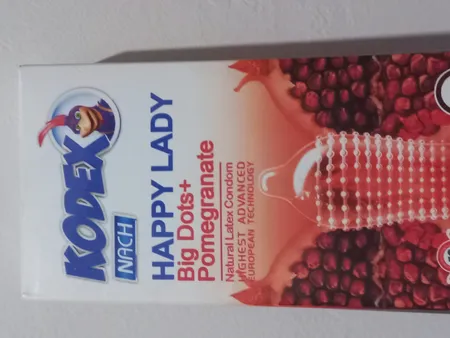 KODEX
NACH
HAPPY LADY
Big Dots+
Pomegranate
Natural Latex Condom
HIGHEST ADVANCED
EUROPEAN TECHNOLOGY